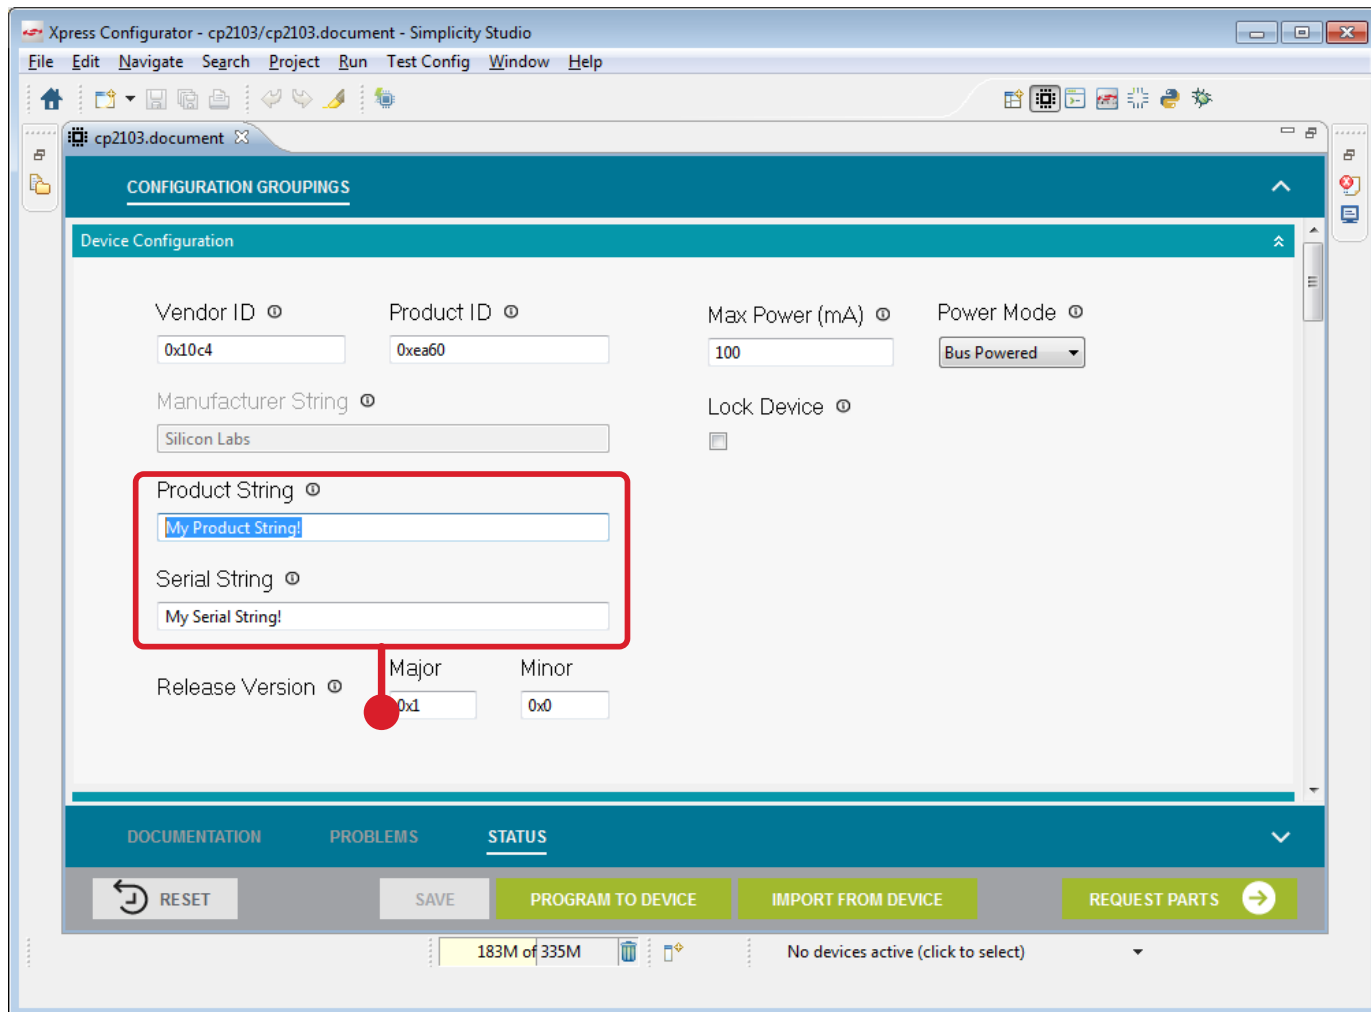 Xpress Configurator - cp2103/cp2103.document - Simplicity Studio
File Edit Navigate Search Project Run Test Config Window Help
cp2103.document
CONFIGURATION GROUPINGS
Device Configuration
Vendor ID Product ID Max Power (mA) Power Mode
0x10c4 0xea60 100 Bus Powered
Manufacturer String Lock Device
Silicon Labs
Product String
My Product String!
Serial String
My Serial String!
Major Minor
Release Version
0x1 0x0
DOCUMENTATION PROBLEMS STATUS
RESET SAVE PROGRAM TO DEVICE IMPORT FROM DEVICE REQUEST PARTS
183M of 335M No devices active (click to select)